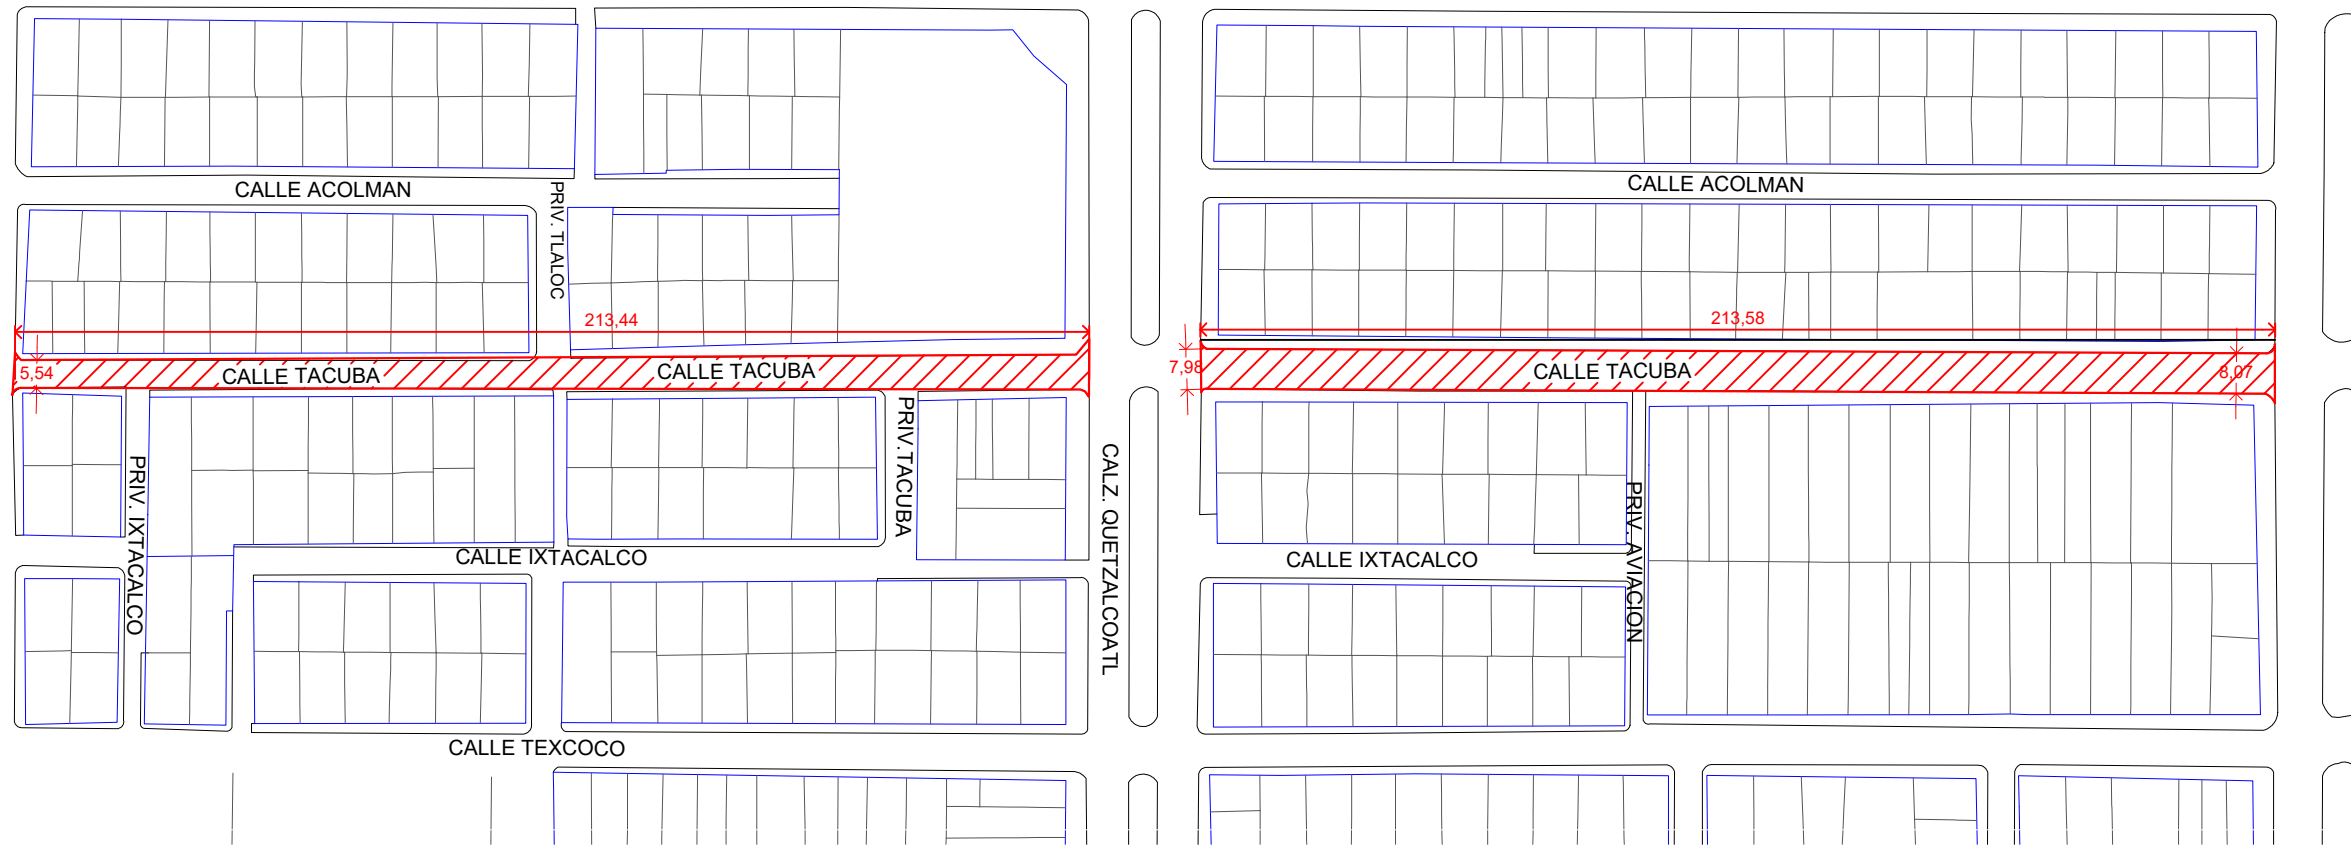 CALLE ACOLMAN
CALLE ACOLMAN
PRIV. TLALOC
213,44
213,58
5,54
CALLE TACUBA
CALLE TACUBA
7,98
CALLE TACUBA
8,07
PRIV. IXTACALCO
PRIV.TACUBA
CALZ. QUETZALCOATL
PRIV. AVIACION
CALLE IXTACALCO
CALLE IXTACALCO
CALLE TEXCOCO